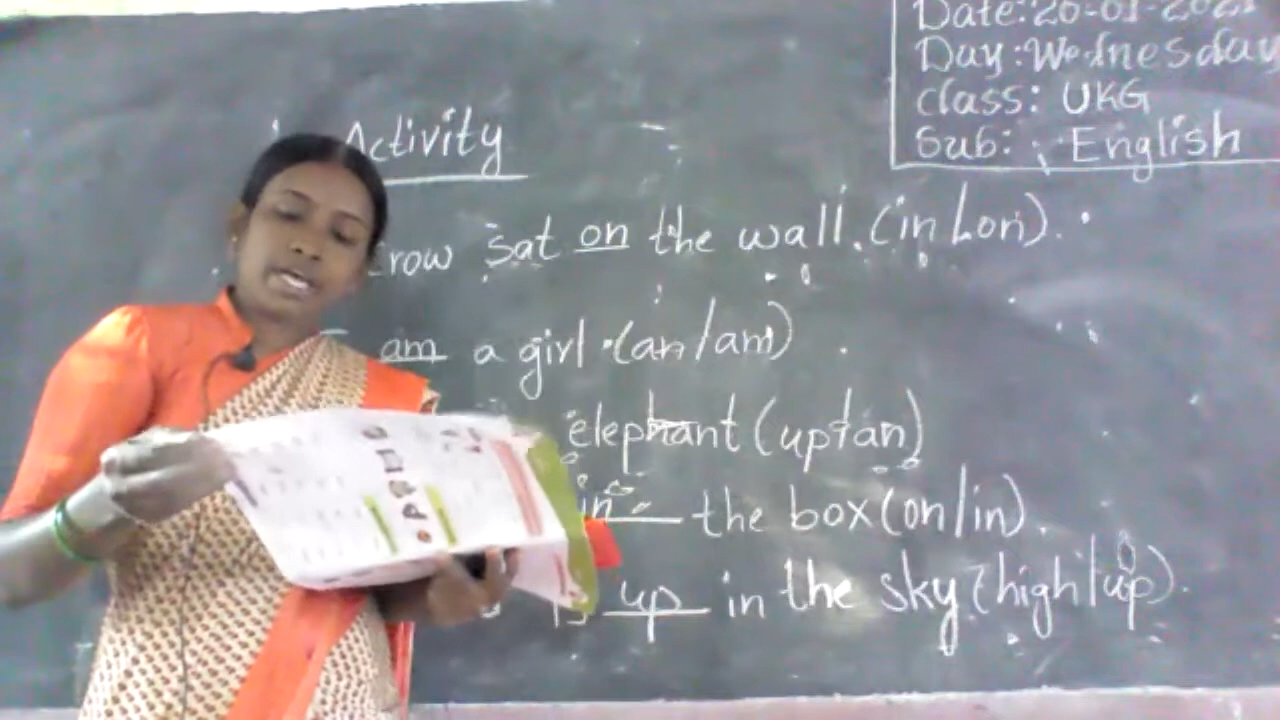 Date: 20-01-2021
Day: Wednesday
class: UKG
Sub: English
Activity
crow sat on the wall. (in/on).
am a girl. (an/am)
elephant (up/an)
in the box (on/in).
is up in the sky (high/up).